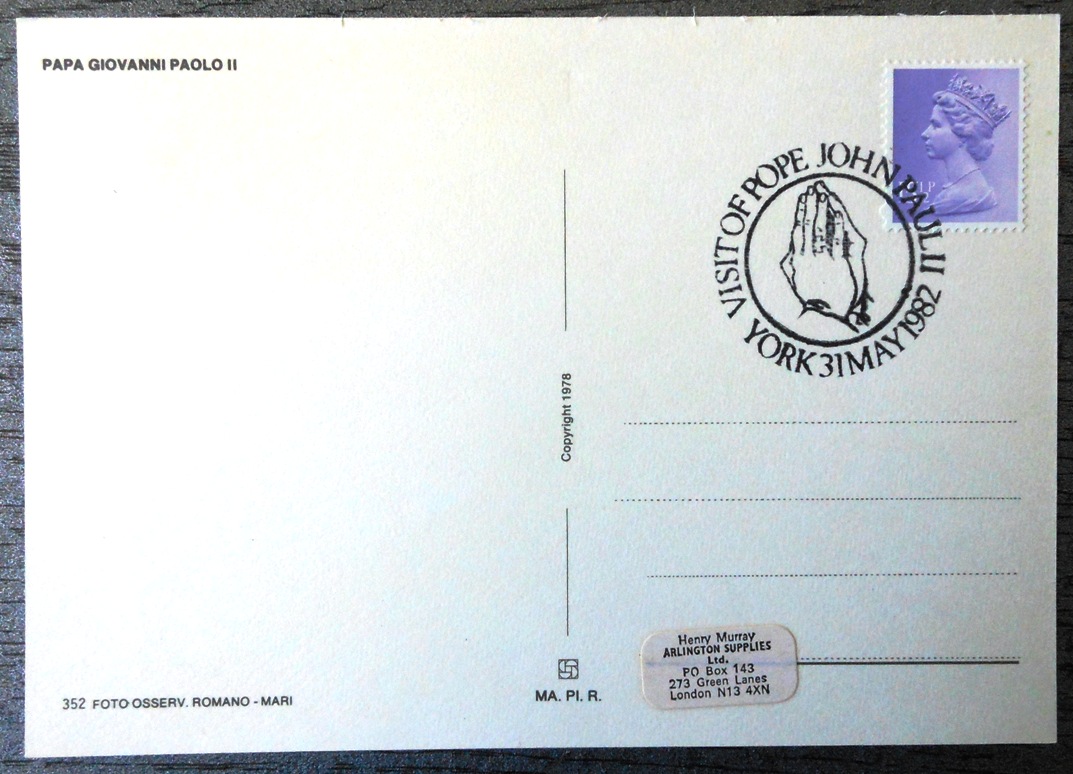 PAPA GIOVANNI PAOLO II
VISIT OF POPE JOHN PAUL II
YORK 31 MAY 1982
Copyright 1978
352 FOTO OSSERV. ROMANO - MARI
MA. PI. R.
Henry Murray
ARLINGTON SUPPLIES
Ltd.
PO Box 143
273 Green Lanes
London N13 4XN